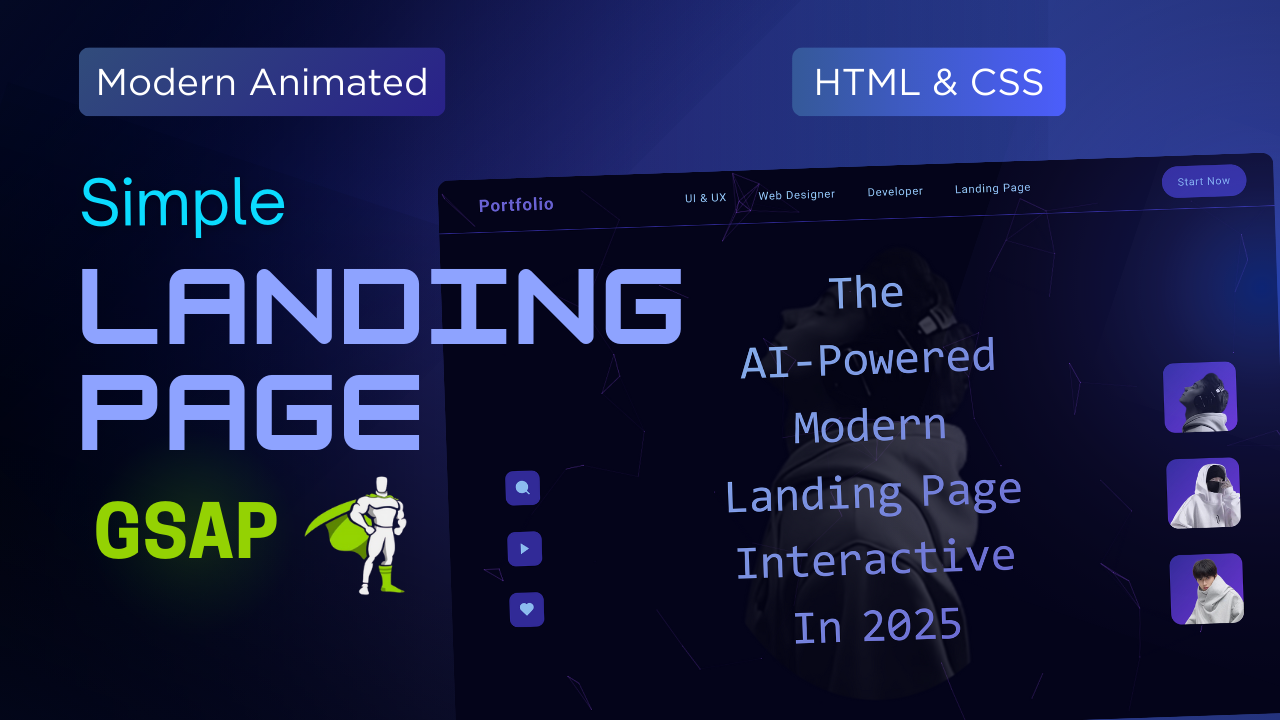 Modern Animated
HTML & CSS
Simple
LANDING
PAGE
GSAP
Portfolio
UI & UX
Web Designer
Developer
Landing Page
Start Now
The
AI-Powered
Modern
Landing Page
Interactive
In 2025